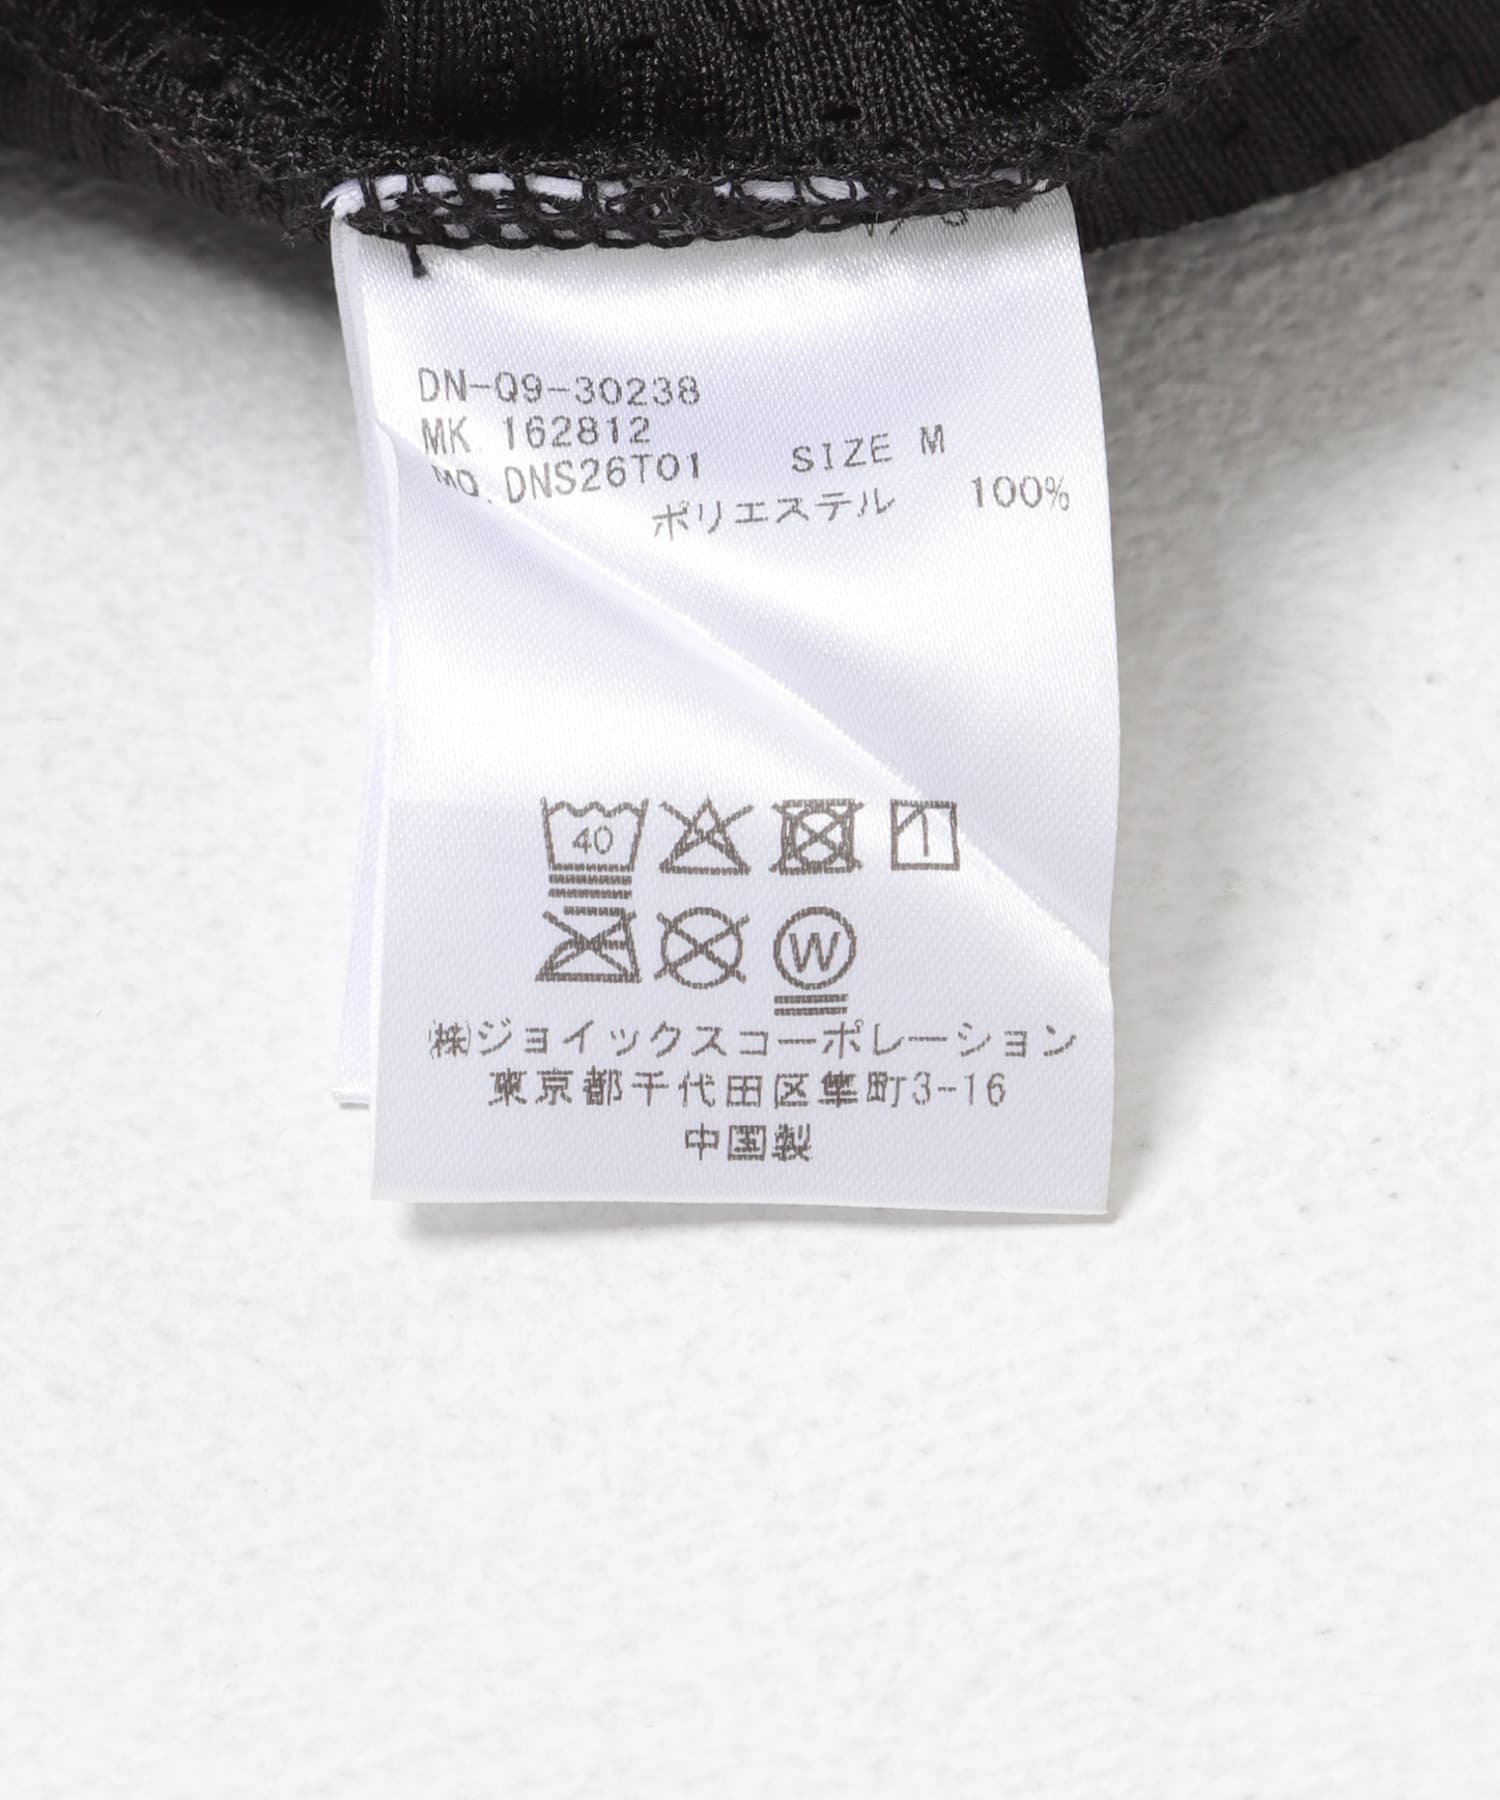 DN-Q9-30238
MK. 162812
MO. DNS26T01 SIZE M
ポリエステル 100%
40
W
(株)ジョイックスコーポレーション
東京都千代田区隼町3-16
中国製